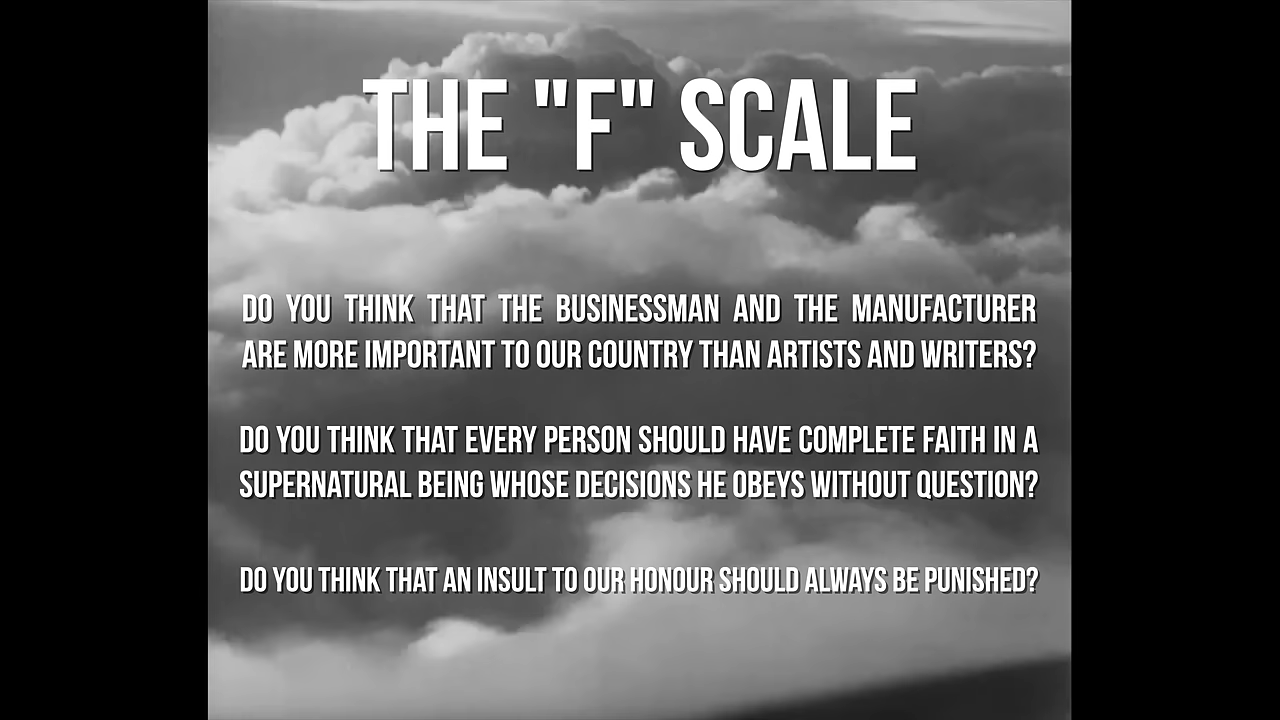 THE "F" SCALE
DO YOU THINK THAT THE BUSINESSMAN AND THE MANUFACTURER
ARE MORE IMPORTANT TO OUR COUNTRY THAN ARTISTS AND WRITERS?
DO YOU THINK THAT EVERY PERSON SHOULD HAVE COMPLETE FAITH IN A
SUPERNATURAL BEING WHOSE DECISIONS HE OBEYS WITHOUT QUESTION?
DO YOU THINK THAT AN INSULT TO OUR HONOUR SHOULD ALWAYS BE PUNISHED?